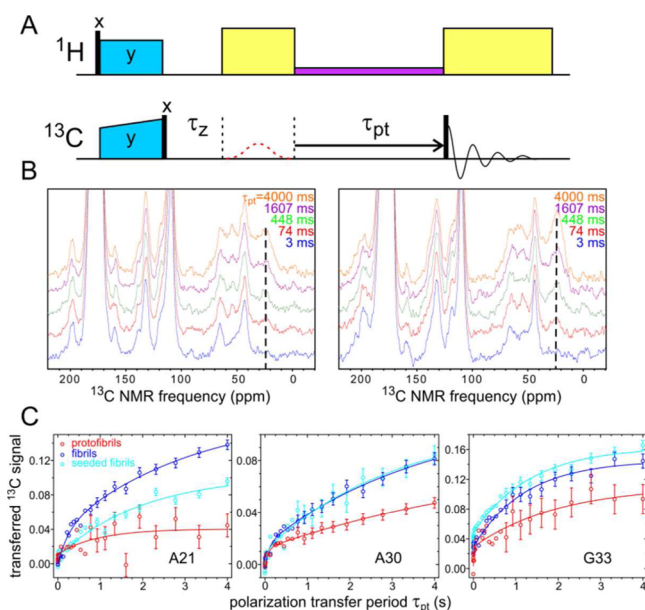 A
x
¹H
y
x
¹³C
y
τz
τpt
B
τpt=4000 ms
1607 ms
448 ms
74 ms
3 ms
4000 ms
1607 ms
448 ms
74 ms
3 ms
200 150 100 50 0
200 150 100 50 0
¹³C NMR frequency (ppm)
¹³C NMR frequency (ppm)
C
transferred ¹³C signal
0.12
0.08
0.04
0.00
protofibrils
fibrils
seeded fibrils
A21
0 1 2 3 4
0.12
0.08
0.04
0.00
A30
0 1 2 3 4
0.16
0.12
0.08
0.04
0.00
G33
0 1 2 3 4
polarization transfer period τpt (s)